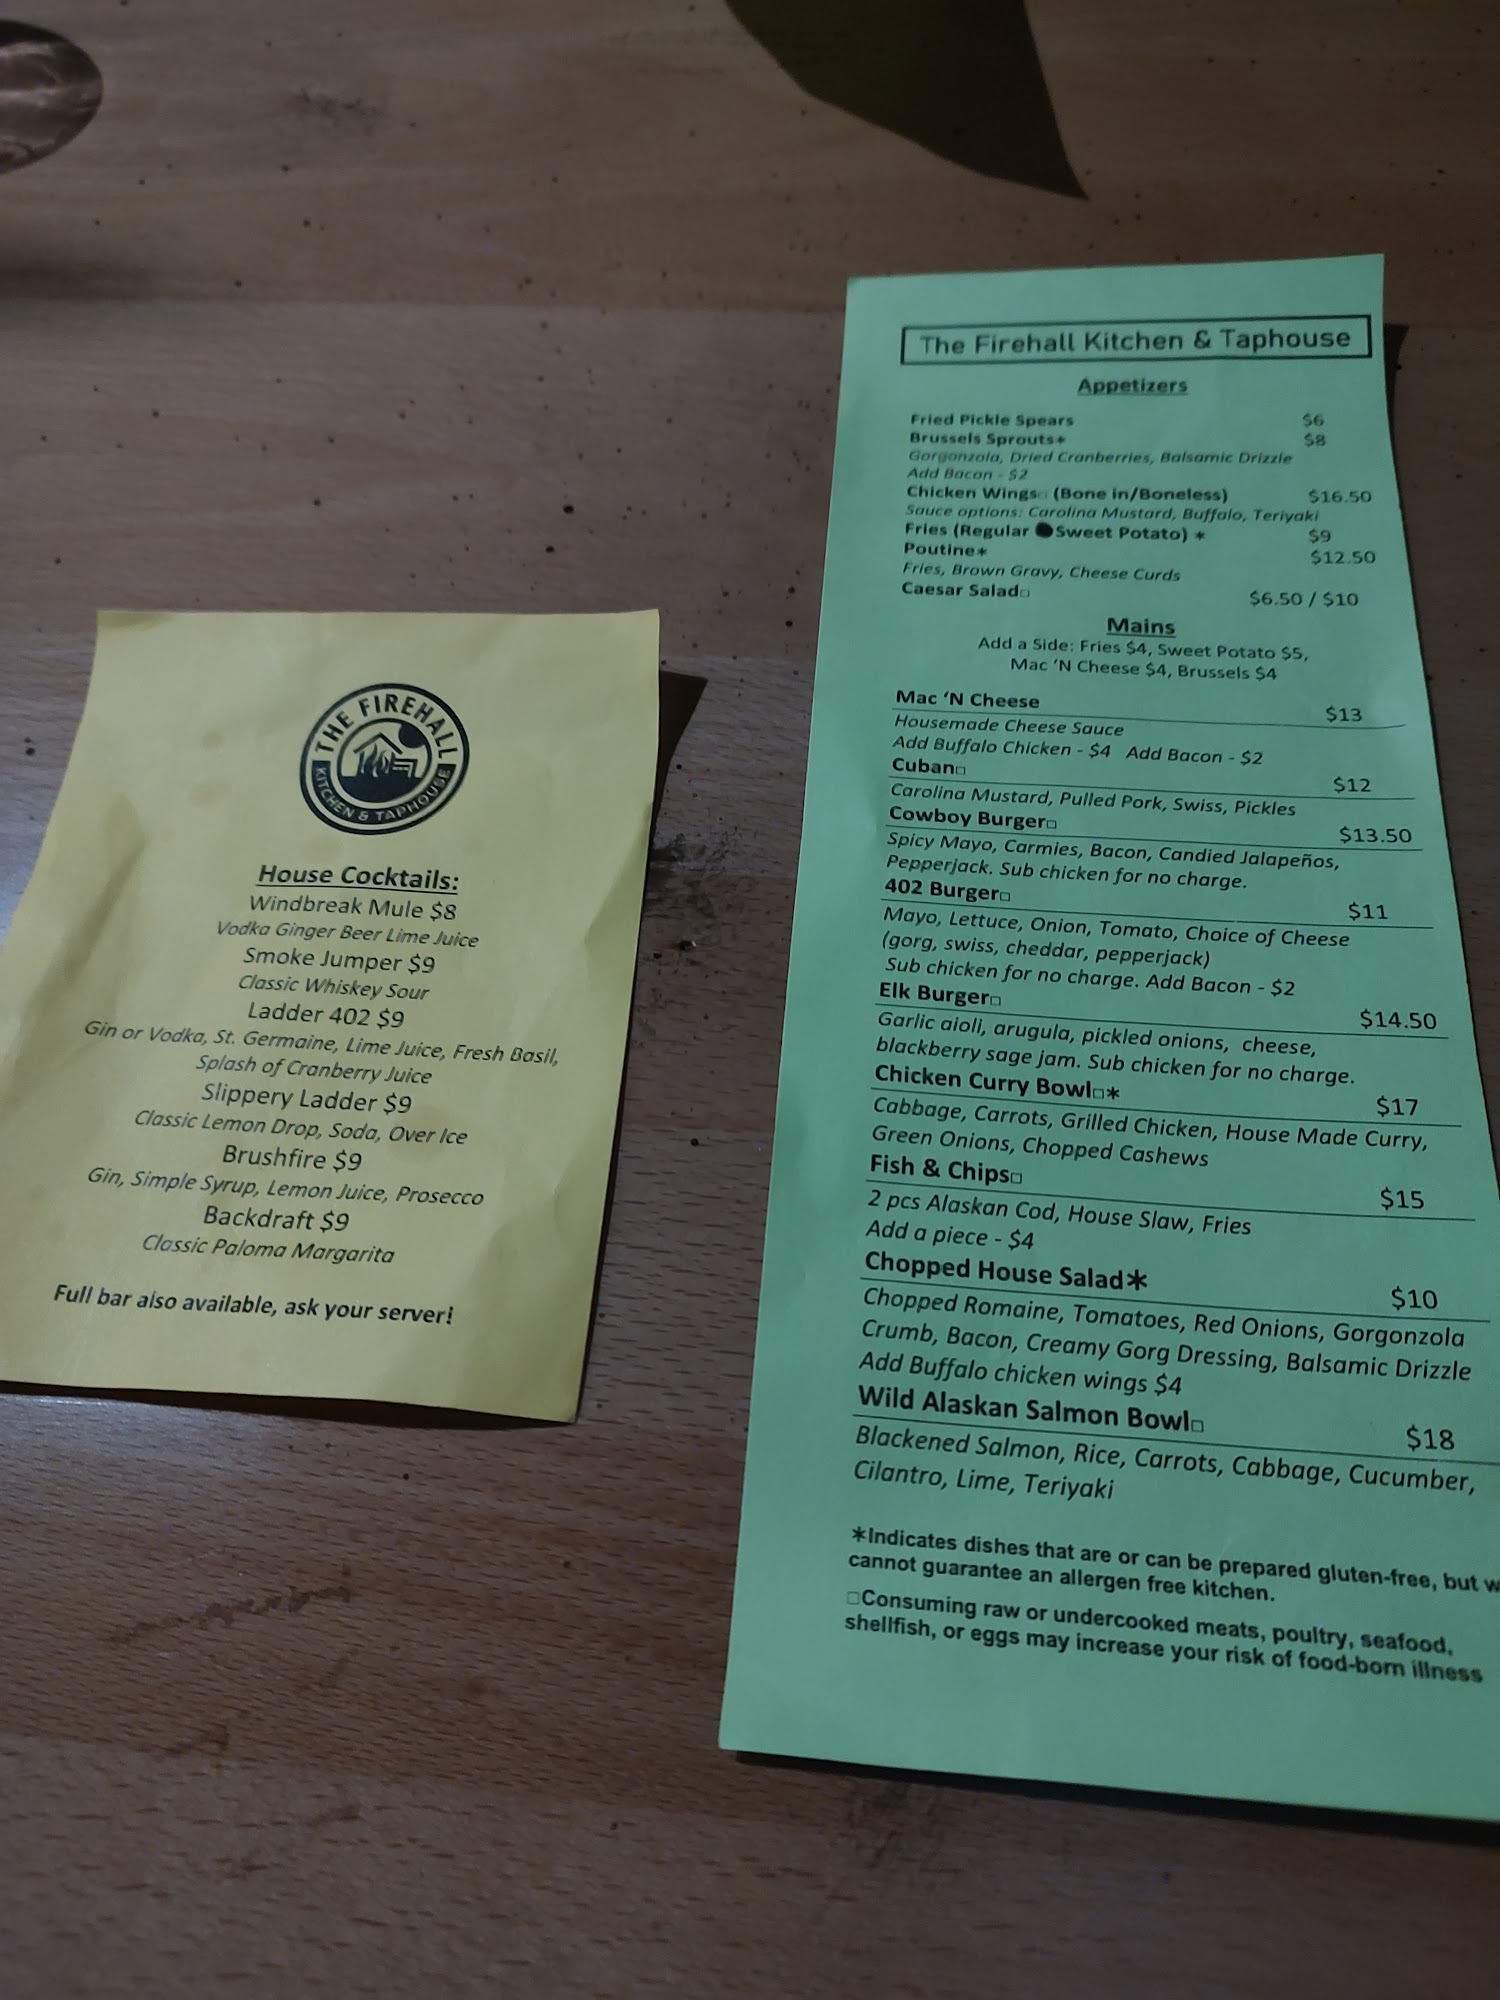 THE FIREHALL
KITCHEN & TAPHOUSE
House Cocktails:
Windbreak Mule $8
Vodka Ginger Beer Lime Juice
Smoke Jumper $9
Classic Whiskey Sour
Ladder 402 $9
Gin or Vodka, St. Germaine, Lime Juice, Fresh Basil,
Splash of Cranberry Juice
Slippery Ladder $9
Classic Lemon Drop, Soda, Over Ice
Brushfire $9
Gin, Simple Syrup, Lemon Juice, Prosecco
Backdraft $9
Classic Paloma Margarita
Full bar also available, ask your server!
The Firehall Kitchen & Taphouse
Appetizers
Fried Pickle Spears $6
Brussels Sprouts* $8
Gorgonzola, Dried Cranberries, Balsamic Drizzle
Add Bacon - $2
Chicken Wings□ (Bone in/Boneless) $16.50
Sauce options: Carolina Mustard, Buffalo, Teriyaki
Fries (Regular Sweet Potato) * $9
Poutine* $12.50
Fries, Brown Gravy, Cheese Curds
Caesar Salad□ $6.50 / $10
Mains
Add a Side: Fries $4, Sweet Potato $5,
Mac ‘N Cheese $4, Brussels $4
Mac ‘N Cheese $13
Housemade Cheese Sauce
Add Buffalo Chicken - $4 Add Bacon - $2
Cuban□ $12
Carolina Mustard, Pulled Pork, Swiss, Pickles
Cowboy Burger□ $13.50
Spicy Mayo, Carmies, Bacon, Candied Jalapeños,
Pepperjack. Sub chicken for no charge.
402 Burger□ $11
Mayo, Lettuce, Onion, Tomato, Choice of Cheese
(gorg, swiss, cheddar, pepperjack)
Sub chicken for no charge. Add Bacon - $2
Elk Burger□ $14.50
Garlic aioli, arugula, pickled onions, cheese,
blackberry sage jam. Sub chicken for no charge.
Chicken Curry Bowl□* $17
Cabbage, Carrots, Grilled Chicken, House Made Curry,
Green Onions, Chopped Cashews
Fish & Chips□ $15
2 pcs Alaskan Cod, House Slaw, Fries
Add a piece - $4
Chopped House Salad* $10
Chopped Romaine, Tomatoes, Red Onions, Gorgonzola
Crumb, Bacon, Creamy Gorg Dressing, Balsamic Drizzle
Add Buffalo chicken wings $4
Wild Alaskan Salmon Bowl□ $18
Blackened Salmon, Rice, Carrots, Cabbage, Cucumber,
Cilantro, Lime, Teriyaki
*Indicates dishes that are or can be prepared gluten-free, but w
cannot guarantee an allergen free kitchen.
□Consuming raw or undercooked meats, poultry, seafood,
shellfish, or eggs may increase your risk of food-born illness